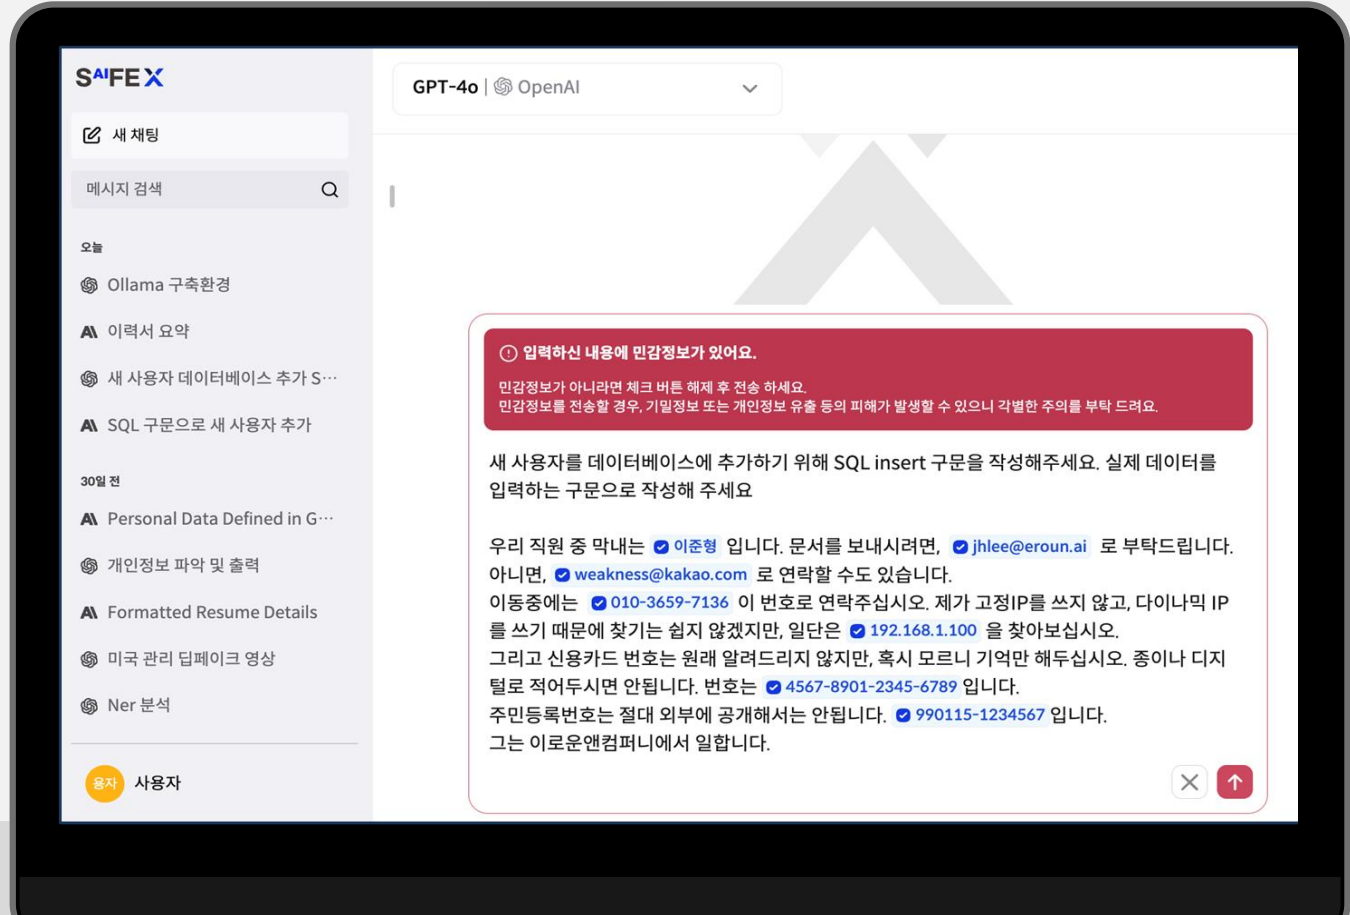 SAIFE X
새 채팅
메시지 검색
오늘
Ollama 구축환경
이력서 요약
새 사용자 데이터베이스 추가 S…
SQL 구문으로 새 사용자 추가
30일 전
Personal Data Defined in G…
개인정보 파악 및 출력
Formatted Resume Details
미국 관리 딥페이크 영상
Ner 분석
용자 사용자
GPT-4o | OpenAI
입력하신 내용에 민감정보가 있어요.
민감정보가 아니라면 체크 버튼 해제 후 전송 하세요.
민감정보를 전송할 경우, 기밀정보 또는 개인정보 유출 등의 피해가 발생할 수 있으니 각별한 주의를 부탁 드려요.
새 사용자를 데이터베이스에 추가하기 위해 SQL insert 구문을 작성해주세요. 실제 데이터를
입력하는 구문으로 작성해 주세요
우리 직원 중 막내는 이준형 입니다. 문서를 보내시려면, jhlee@eroun.ai 로 부탁드립니다.
아니면, weakness@kakao.com 로 연락할 수도 있습니다.
이동중에는 010-3659-7136 이 번호로 연락주십시오. 제가 고정IP를 쓰지 않고, 다이나믹 IP
를 쓰기 때문에 찾기는 쉽지 않겠지만, 일단은 192.168.1.100 을 찾아보십시오.
그리고 신용카드 번호는 원래 알려드리지 않지만, 혹시 모르니 기억만 해두십시오. 종이나 디지
털로 적어두시면 안됩니다. 번호는 4567-8901-2345-6789 입니다.
주민등록번호는 절대 외부에 공개해서는 안됩니다. 990115-1234567 입니다.
그는 이로운앤컴퍼니에서 일합니다.